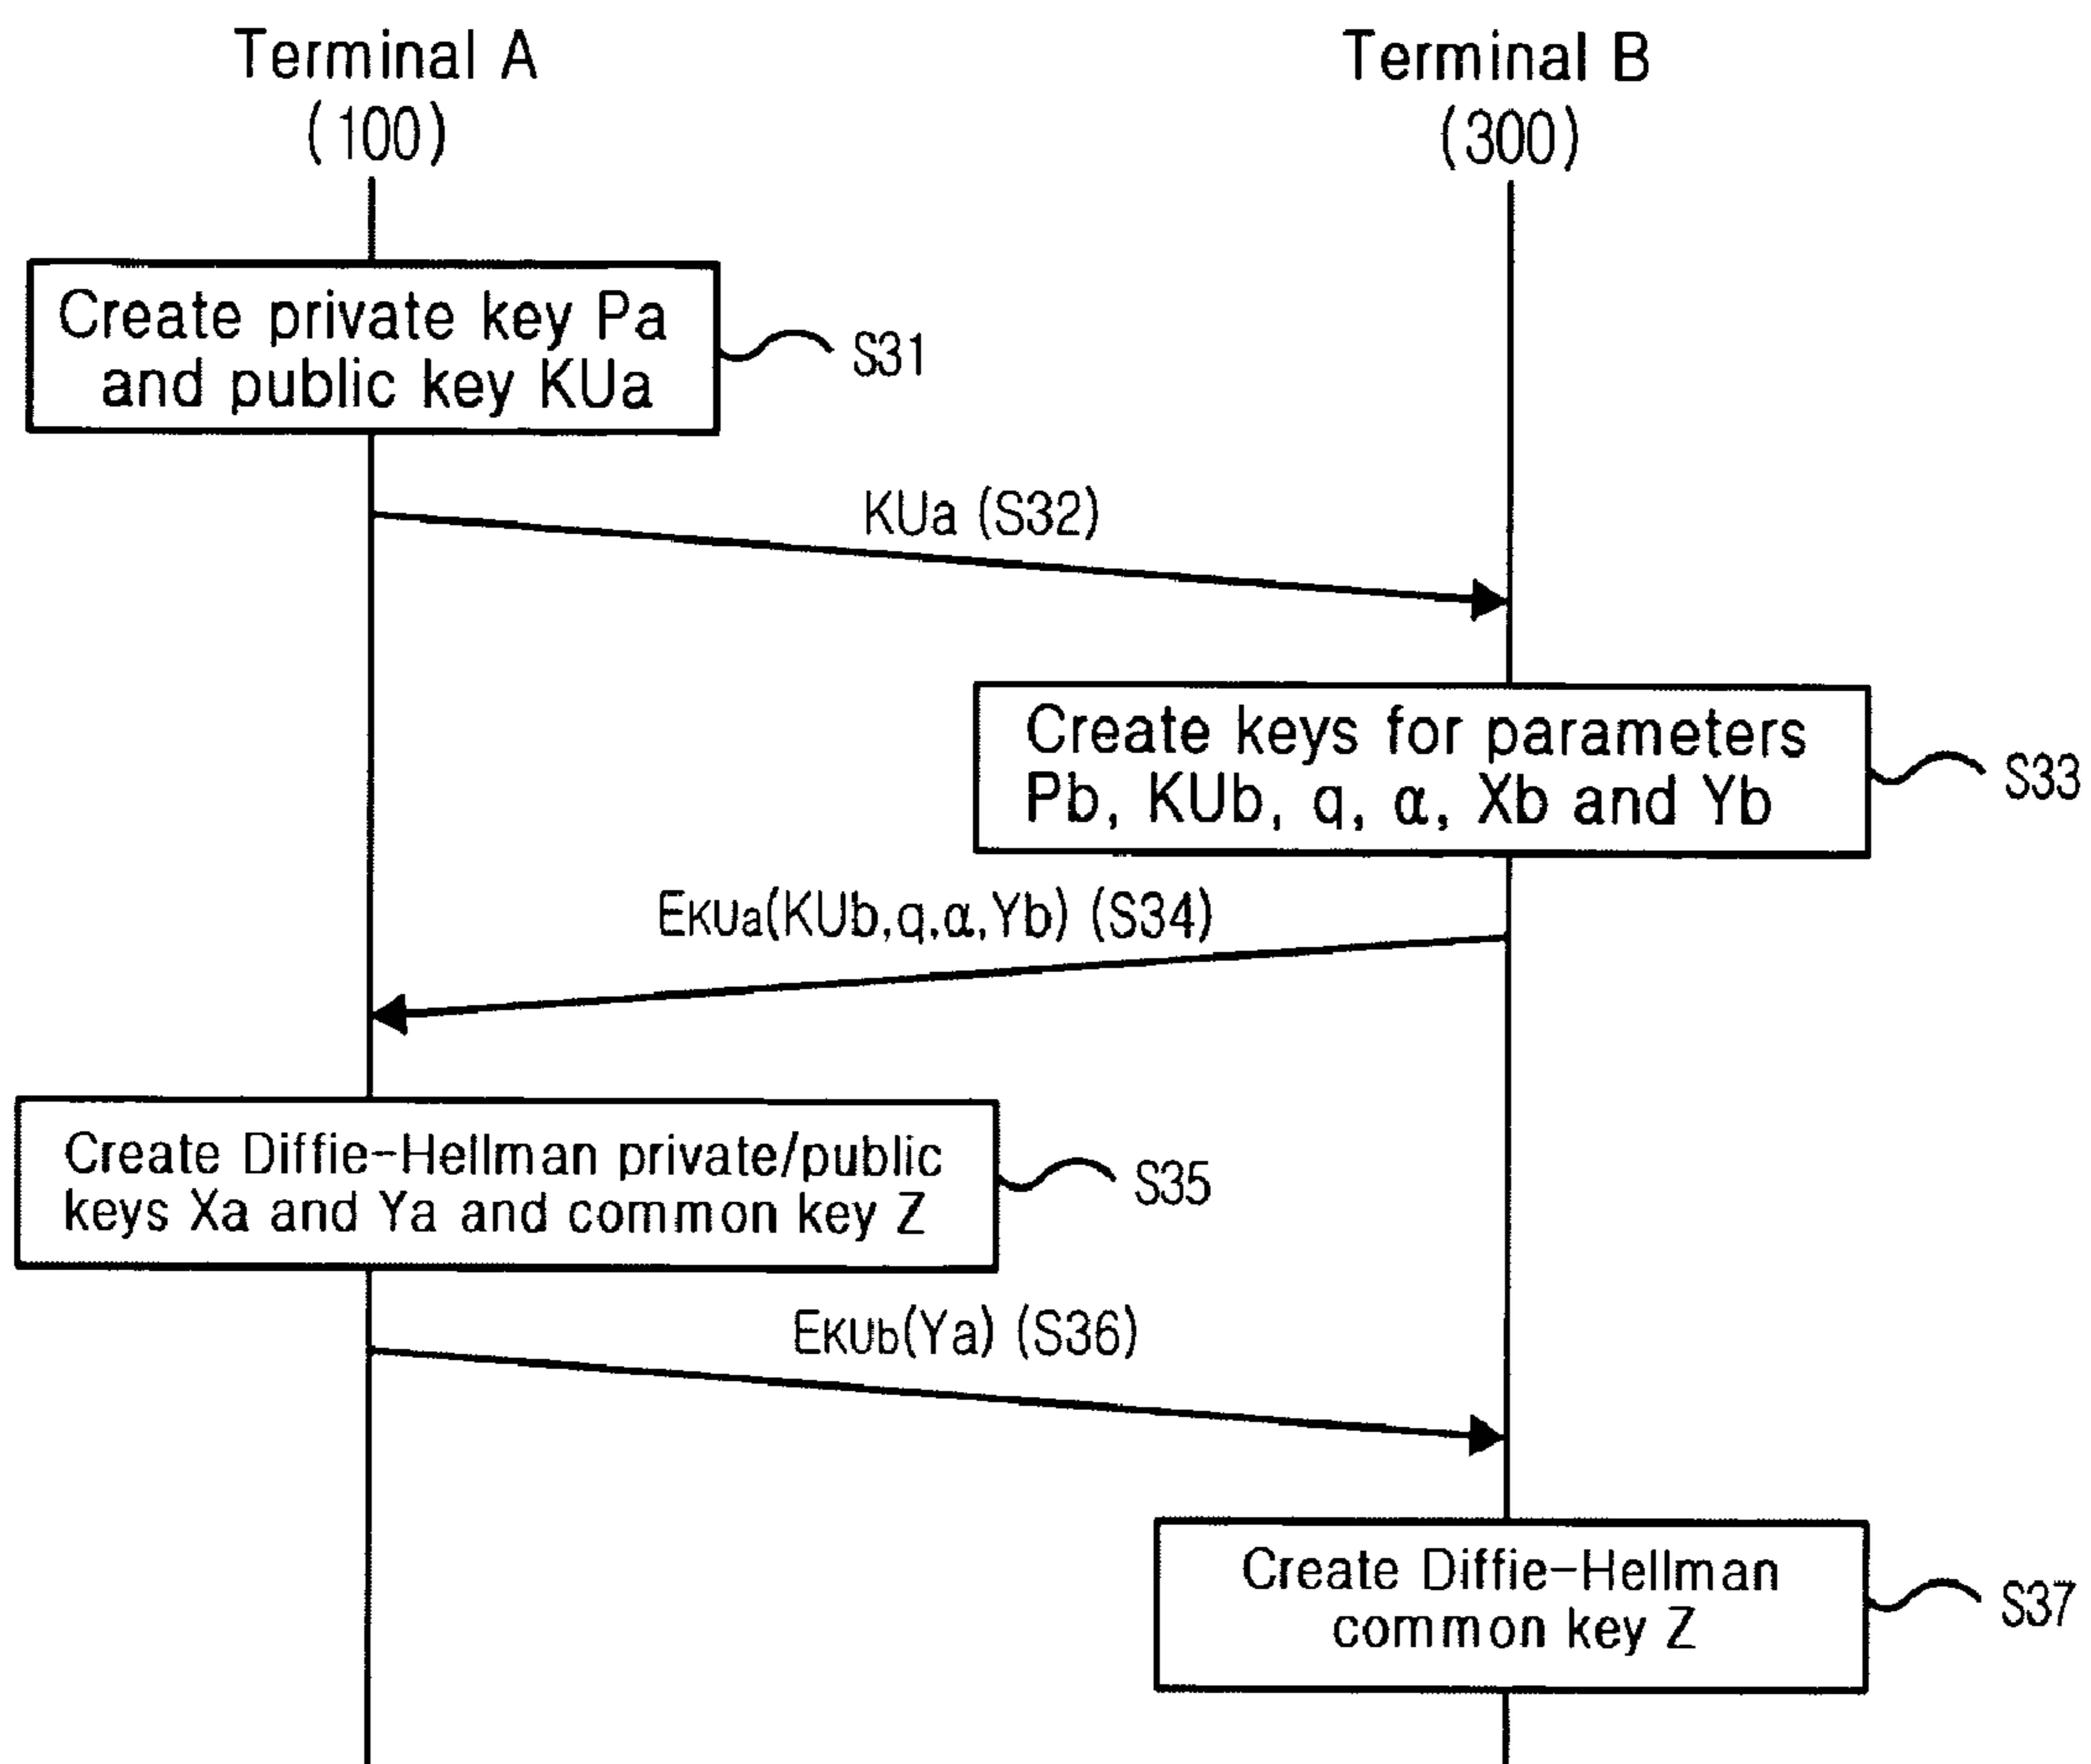 Terminal A
(100)
Terminal B
(300)
Create private key Pa
and public key KUa
S31
KUa (S32)
Create keys for parameters
Pb, KUb, q, α, Xb and Yb
S33
EKUa(KUb,q,α,Yb) (S34)
Create Diffie-Hellman private/public
keys Xa and Ya and common key Z
S35
EKUb(Ya) (S36)
Create Diffie-Hellman
common key Z
S37